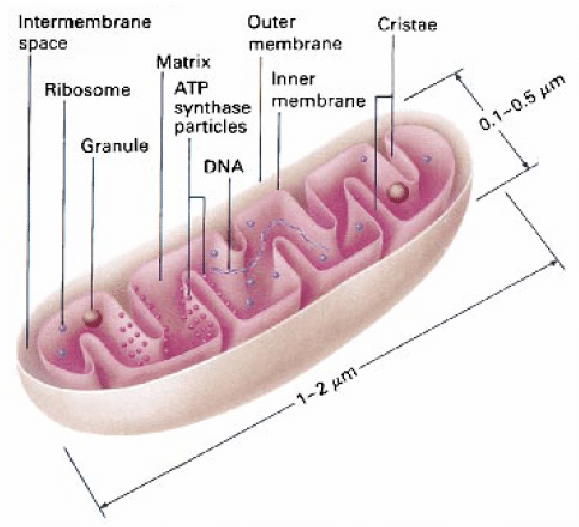 Intermembrane
space
Outer
membrane
Cristae
Matrix
Ribosome
ATP
synthase
particles
Inner
membrane
Granule
DNA
0.1–0.5 μm
1–2 μm